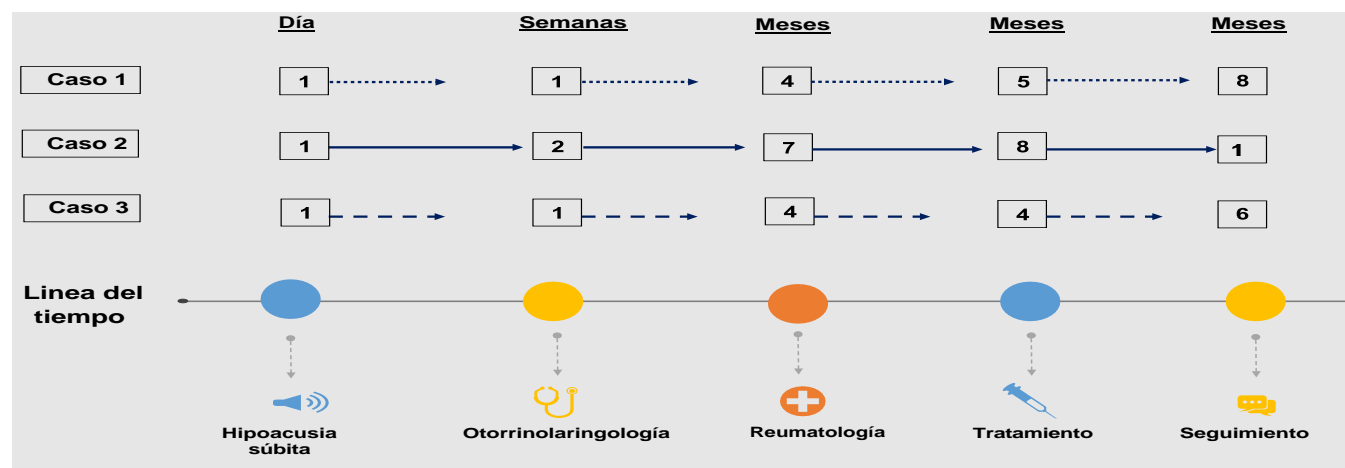 Día Semanas Meses Meses Meses
Caso 1 1 1 4 5 8
Caso 2 1 2 7 8 1
Caso 3 1 1 4 4 6
Linea del
tiempo
Hipoacusia
súbita
Otorrinolaringología
Reumatología
Tratamiento
Seguimiento